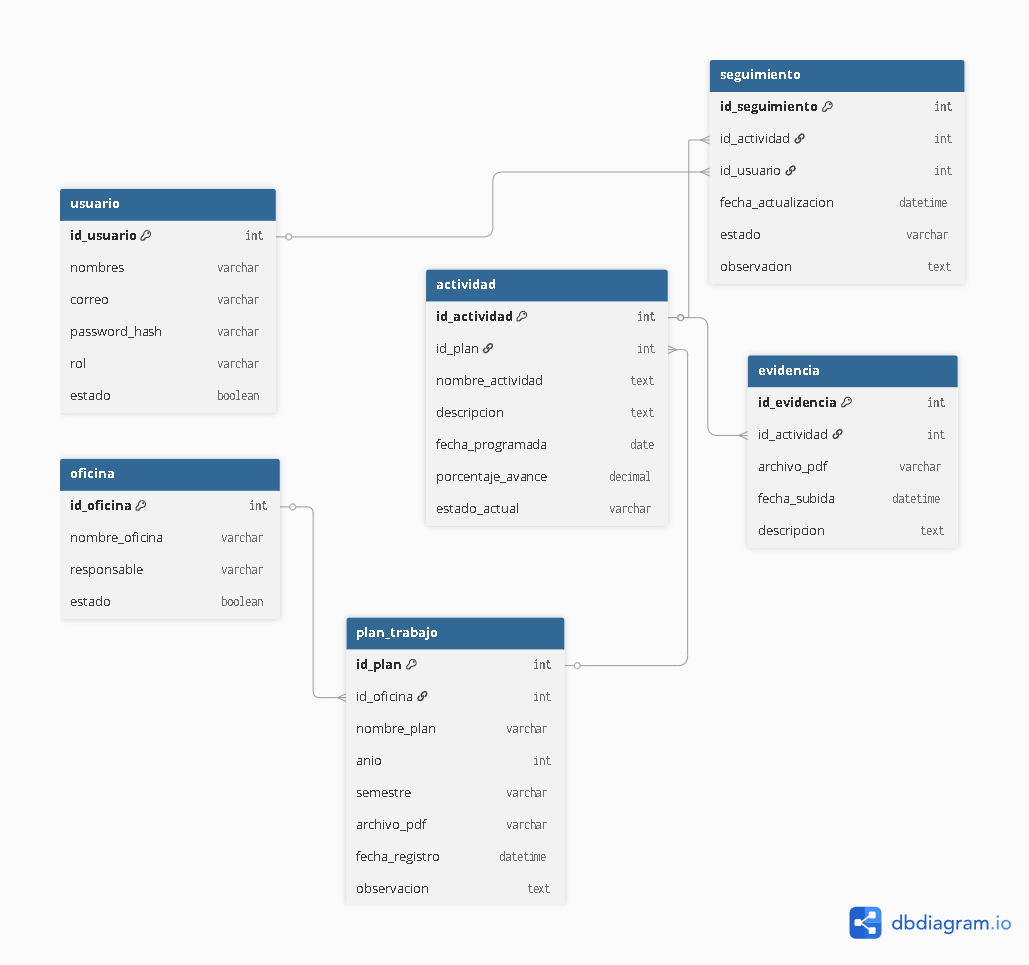 seguimiento
id_seguimiento int
id_actividad int
id_usuario int
fecha_actualizacion datetime
estado varchar
observacion text
usuario
id_usuario int
nombres varchar
correo varchar
password_hash varchar
rol varchar
estado boolean
actividad
id_actividad int
id_plan int
nombre_actividad text
descripcion text
fecha_programada date
porcentaje_avance decimal
estado_actual varchar
evidencia
id_evidencia int
id_actividad int
archivo_pdf varchar
fecha_subida datetime
descripcion text
oficina
id_oficina int
nombre_oficina varchar
responsable varchar
estado boolean
plan_trabajo
id_plan int
id_oficina int
nombre_plan varchar
anio int
semestre varchar
archivo_pdf varchar
fecha_registro datetime
observacion text
dbdiagram.io